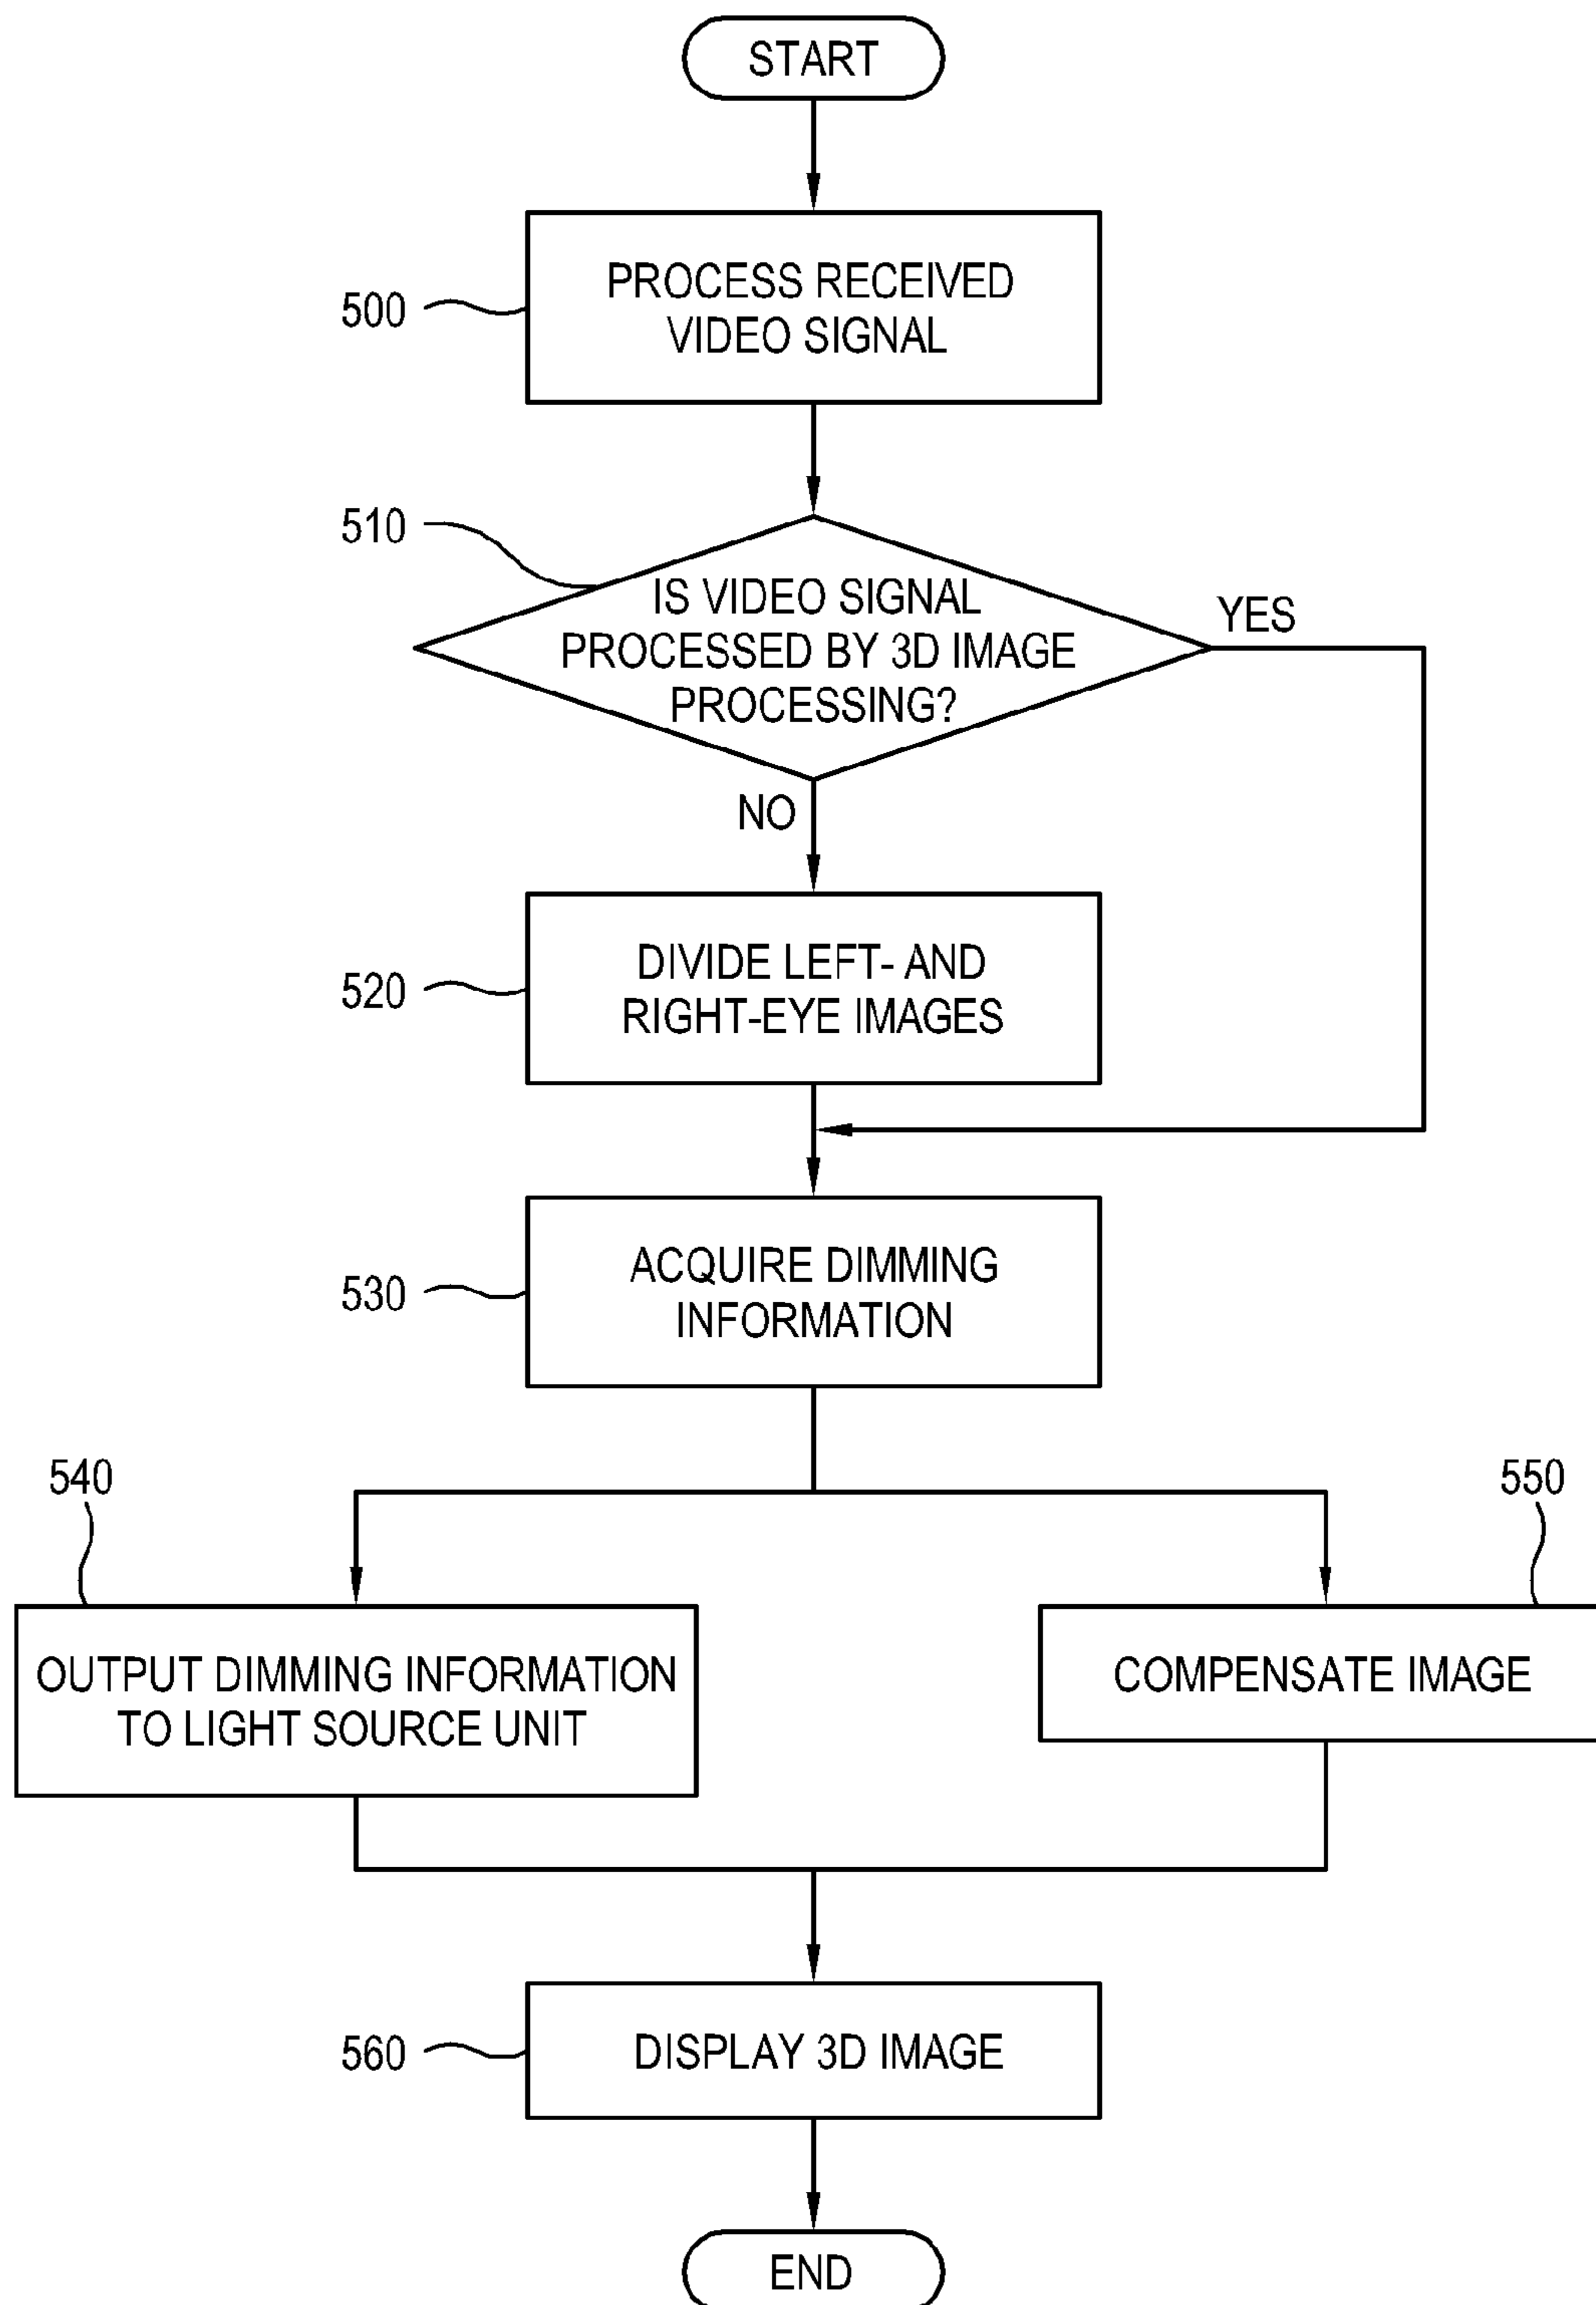 START
500
PROCESS RECEIVED
VIDEO SIGNAL
510
IS VIDEO SIGNAL
PROCESSED BY 3D IMAGE
PROCESSING?
YES
NO
520
DIVIDE LEFT- AND
RIGHT-EYE IMAGES
530
ACQUIRE DIMMING
INFORMATION
540
550
OUTPUT DIMMING INFORMATION
TO LIGHT SOURCE UNIT
COMPENSATE IMAGE
560
DISPLAY 3D IMAGE
END